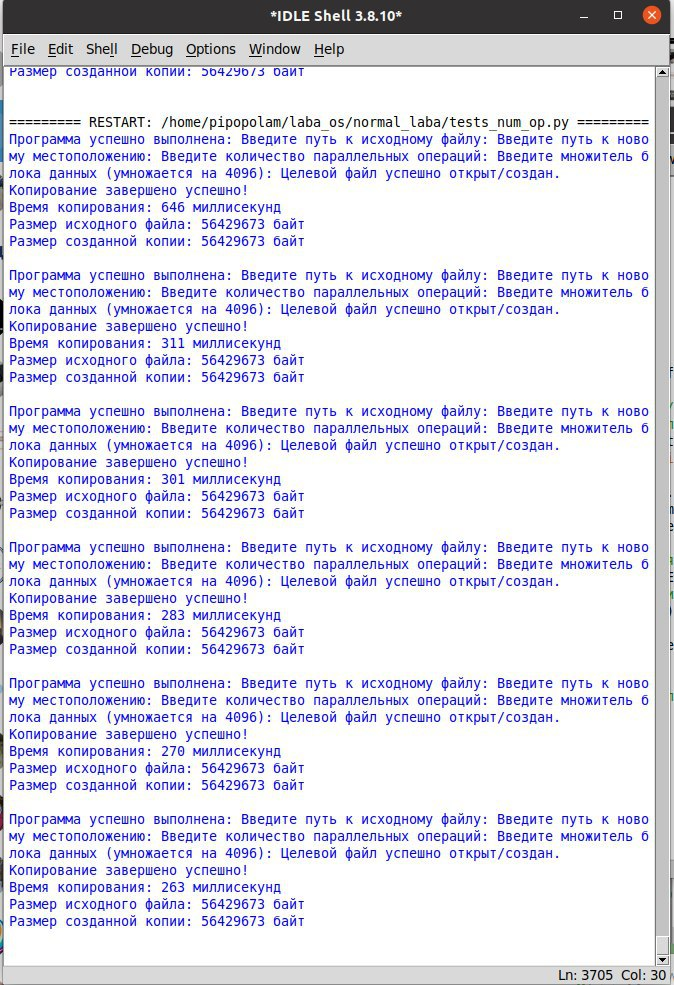 *IDLE Shell 3.8.10*
File Edit Shell Debug Options Window Help
Размер созданной копии: 56429673 байт
========= RESTART: /home/pipopolam/laba_os/normal_laba/tests_num_op.py =========
Программа успешно выполнена: Введите путь к исходному файлу: Введите путь к ново
му местоположению: Введите количество параллельных операций: Введите множитель б
лока данных (умножается на 4096): Целевой файл успешно открыт/создан.
Копирование завершено успешно!
Время копирования: 646 миллисекунд
Размер исходного файла: 56429673 байт
Размер созданной копии: 56429673 байт
Программа успешно выполнена: Введите путь к исходному файлу: Введите путь к ново
му местоположению: Введите количество параллельных операций: Введите множитель б
лока данных (умножается на 4096): Целевой файл успешно открыт/создан.
Копирование завершено успешно!
Время копирования: 311 миллисекунд
Размер исходного файла: 56429673 байт
Размер созданной копии: 56429673 байт
Программа успешно выполнена: Введите путь к исходному файлу: Введите путь к ново
му местоположению: Введите количество параллельных операций: Введите множитель б
лока данных (умножается на 4096): Целевой файл успешно открыт/создан.
Копирование завершено успешно!
Время копирования: 301 миллисекунд
Размер исходного файла: 56429673 байт
Размер созданной копии: 56429673 байт
Программа успешно выполнена: Введите путь к исходному файлу: Введите путь к ново
му местоположению: Введите количество параллельных операций: Введите множитель б
лока данных (умножается на 4096): Целевой файл успешно открыт/создан.
Копирование завершено успешно!
Время копирования: 283 миллисекунд
Размер исходного файла: 56429673 байт
Размер созданной копии: 56429673 байт
Программа успешно выполнена: Введите путь к исходному файлу: Введите путь к ново
му местоположению: Введите количество параллельных операций: Введите множитель б
лока данных (умножается на 4096): Целевой файл успешно открыт/создан.
Копирование завершено успешно!
Время копирования: 270 миллисекунд
Размер исходного файла: 56429673 байт
Размер созданной копии: 56429673 байт
Программа успешно выполнена: Введите путь к исходному файлу: Введите путь к ново
му местоположению: Введите количество параллельных операций: Введите множитель б
лока данных (умножается на 4096): Целевой файл успешно открыт/создан.
Копирование завершено успешно!
Время копирования: 263 миллисекунд
Размер исходного файла: 56429673 байт
Размер созданной копии: 56429673 байт
Ln: 3705 Col: 30